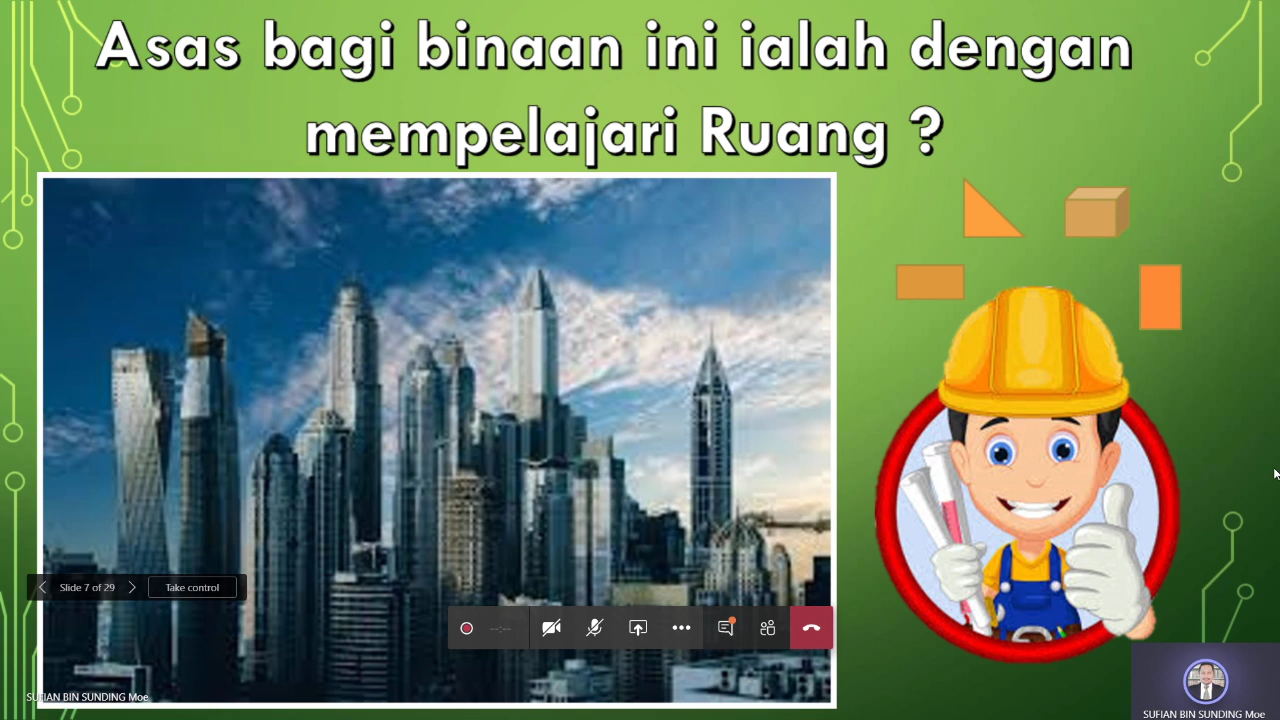 Asas bagi binaan ini ialah dengan
mempelajari Ruang ?
Slide 7 of 29
Take control
--:--
SUFIAN BIN SUNDING Moe
SUFIAN BIN SUNDING Moe